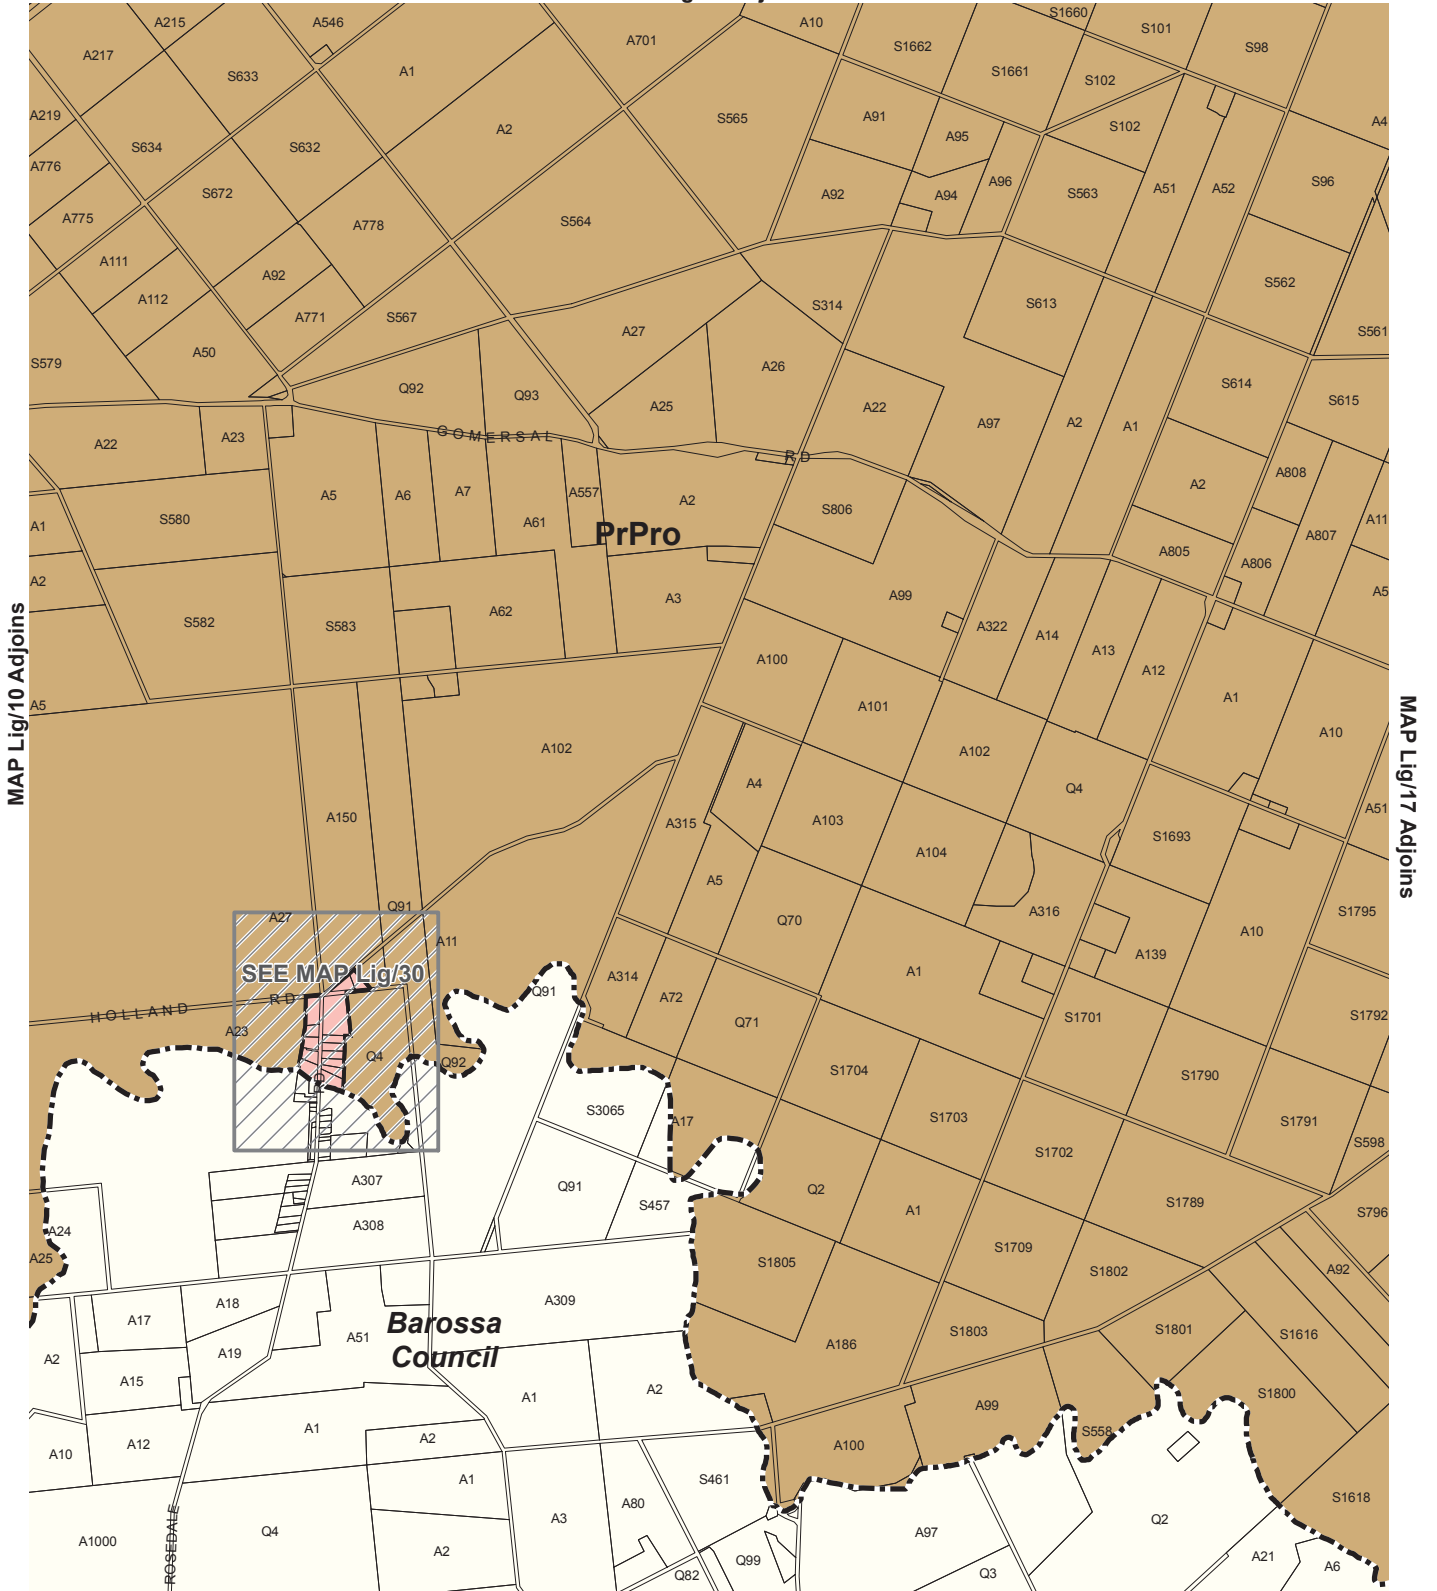 A215
A546
A10
S1660
S101
S98
A217
S633
A1
A701
S1662
S1661
S102
A219
S634
S632
A2
S565
A91
A95
S102
A4
A776
S672
A775
A778
S564
A92
A94
A96
S563
A51
A52
S96
A111
A92
A112
A771
S567
A27
S314
S613
S562
S561
S579
A50
Q92
Q93
A26
A25
A22
A97
A2
A1
S614
S615
A22
A23
GOMERSAL
RD
A5
A6
A7
A557
A61
A2
S806
A2
A808
A807
A11
A1
S580
PrPro
A805
A806
A2
S582
S583
A62
A3
A99
A322
A14
A13
A12
A5
MAP Lig/10 Adjoins
MAP Lig/17 Adjoins
A5
A100
A101
A102
A1
A10
A102
A150
A315
A4
A103
A104
Q4
S1693
A51
A5
Q70
A316
A139
A10
S1795
A27
Q91
A11
SEE MAP Lig/30
HOLLAND
RD
A23
Q4
Q92
Q91
A314
A72
Q71
A1
S1701
S1792
RD
S3065
A17
S1704
S1703
S1702
S1790
S1791
S598
A307
A308
Q91
S457
Q2
A1
S1789
S796
A24
A25
S1805
S1709
S1802
A92
A17
A18
A19
A51
A309
Barossa
Council
A186
S1803
S1801
S1616
A2
A15
A1
A2
A99
S1800
A10
A12
A1
A2
A1
A100
S558
S461
S1618
A1000
ROSEDALE
Q4
A2
A3
A80
Q82
Q99
A97
Q3
Q2
A21
A6